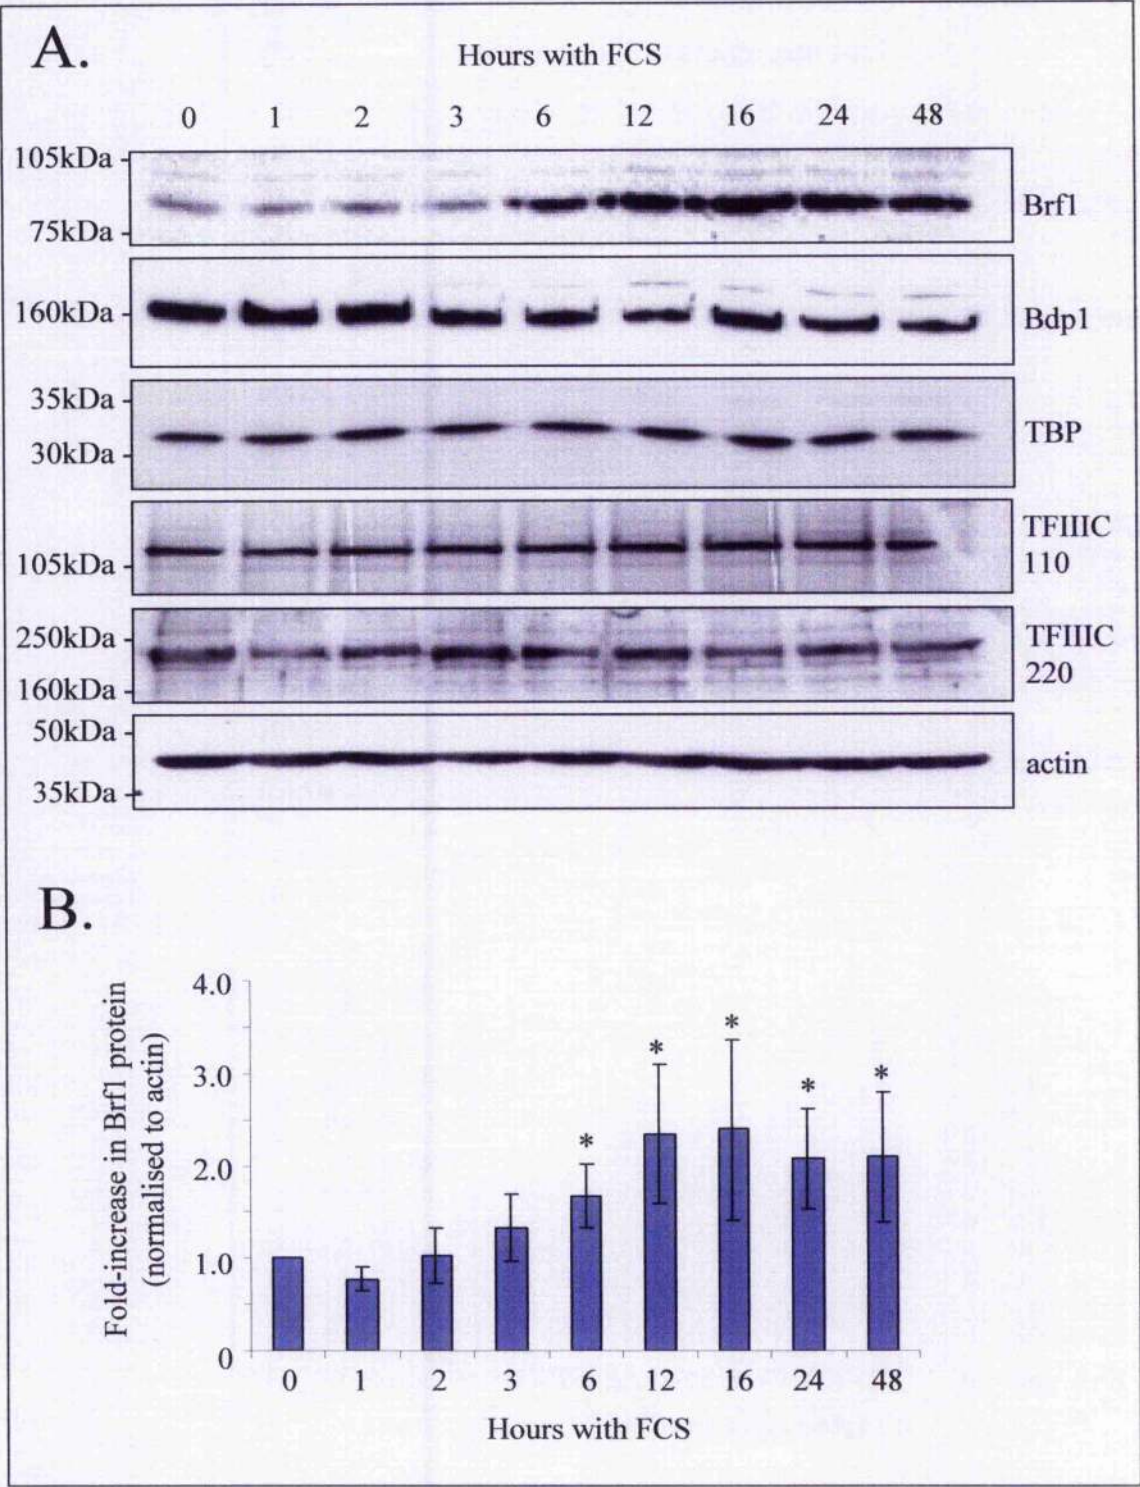 A.
Hours with FCS
0 1 2 3 6 12 16 24 48
105kDa
75kDa
Brf1
160kDa
Bdp1
35kDa
30kDa
TBP
105kDa
TFIIIC
110
250kDa
160kDa
TFIIIC
220
50kDa
35kDa
actin
B.
Fold-increase in Brf1 protein
(normalised to actin)
4.0
3.0
2.0
1.0
0
* * * * *
0 1 2 3 6 12 16 24 48
Hours with FCS